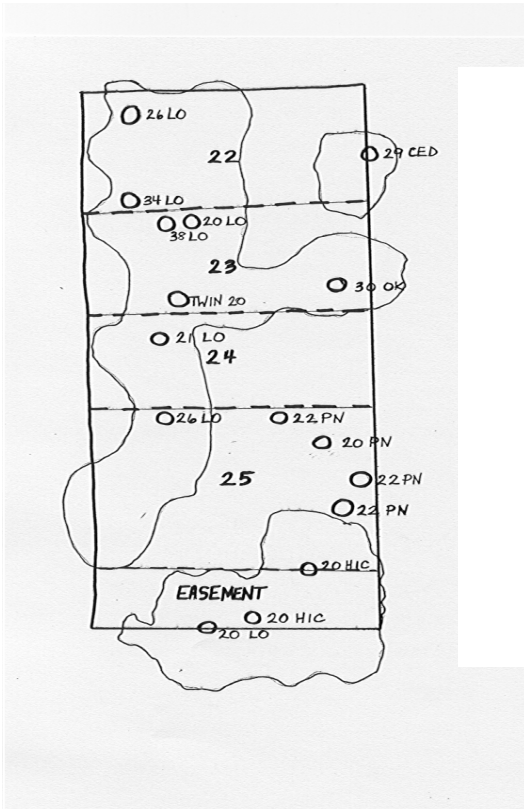 26 LO
22
29 CED
34 LO
20 LO
38 LO
23
30 OK
TWIN 20
21 LO
24
26 LO
22 PN
20 PN
25
22 PN
22 PN
20 HIC
EASEMENT
20 HIC
20 LO